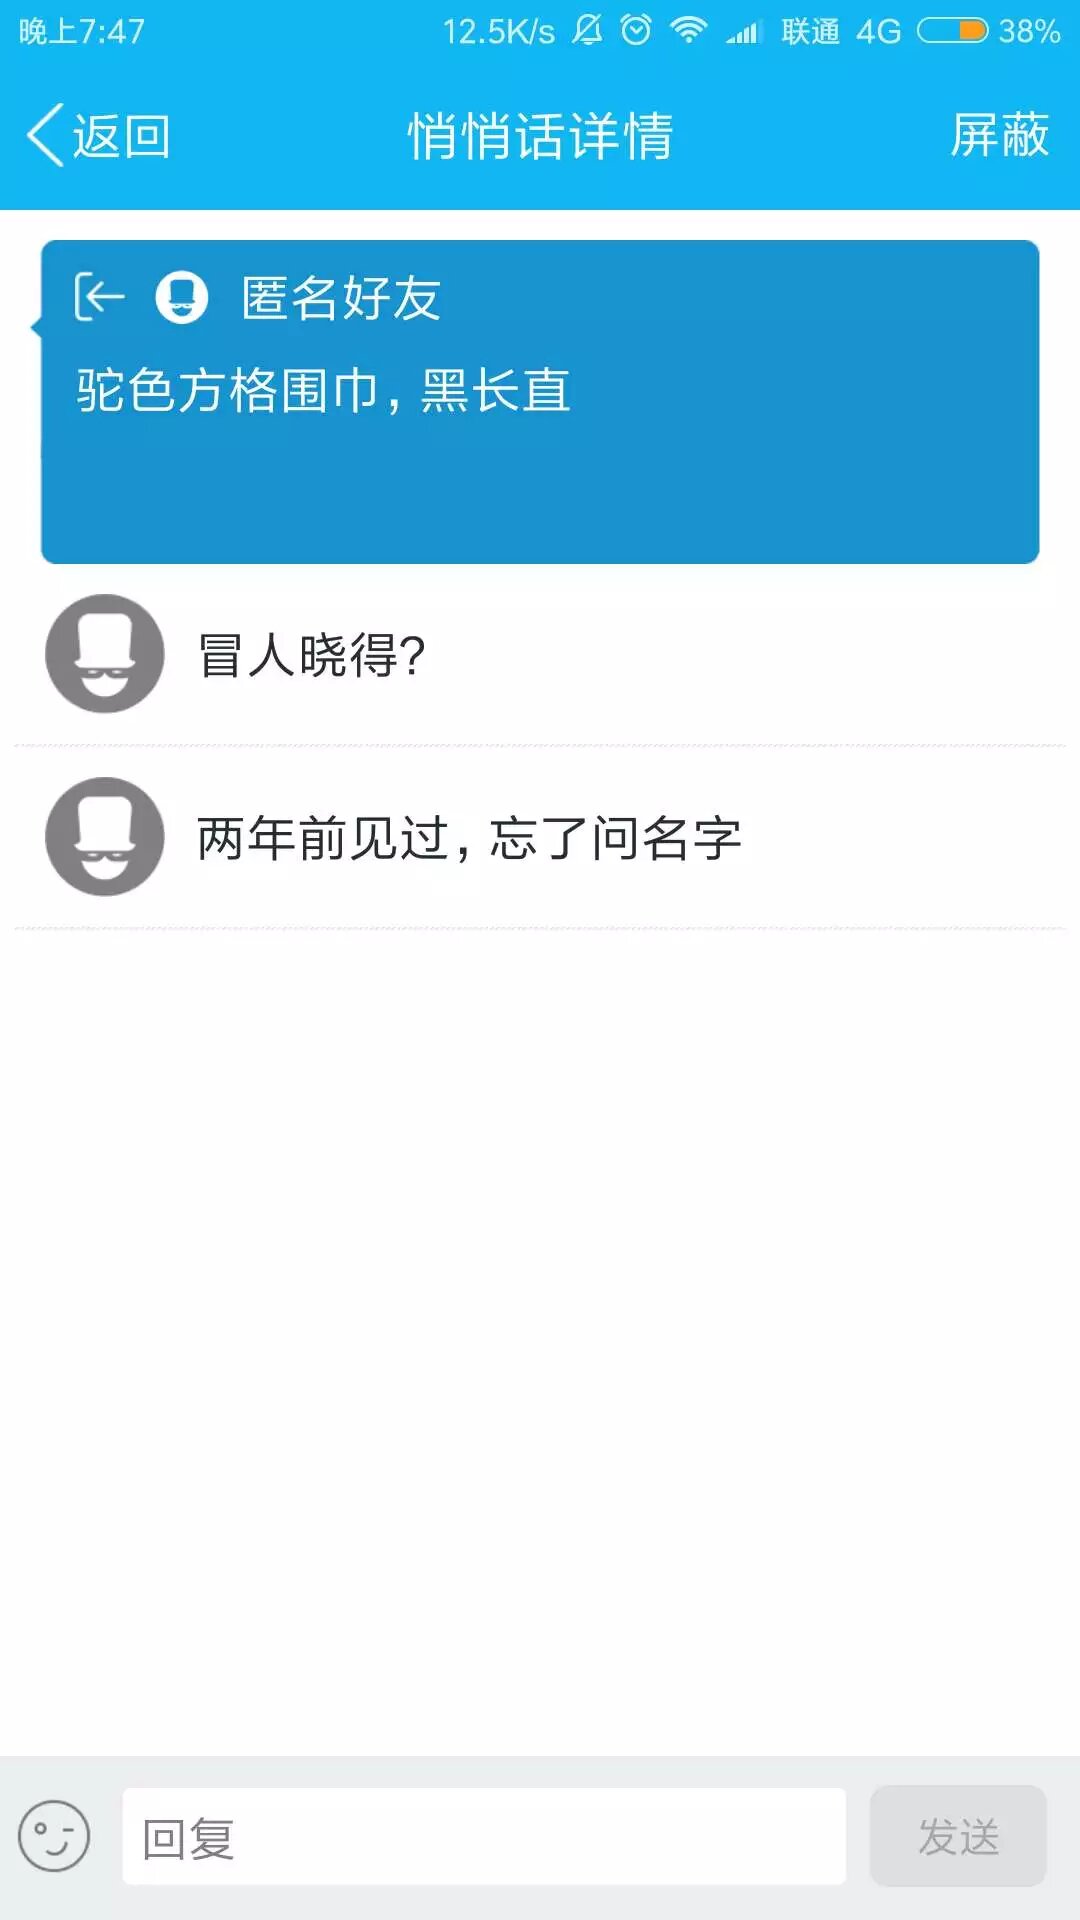 晚上7:47 12.5K/s 联通 4G 38%
返回 悄悄话详情 屏蔽
匿名好友
驼色方格围巾, 黑长直
冒人晓得?
两年前见过, 忘了问名字
回复 发送